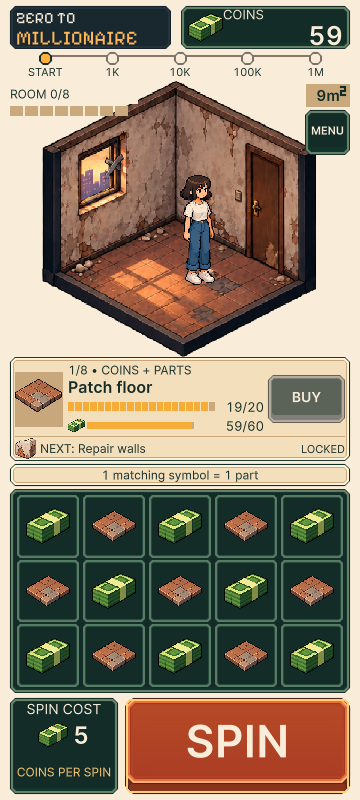 ZERO TO
MILLIONAIRE
COINS
59
START
1K
10K
100K
1M
ROOM 0/8
9m²
MENU
1/8 • COINS + PARTS
Patch floor
19/20
59/60
BUY
NEXT: Repair walls
LOCKED
1 matching symbol = 1 part
SPIN COST
5
COINS PER SPIN
SPIN